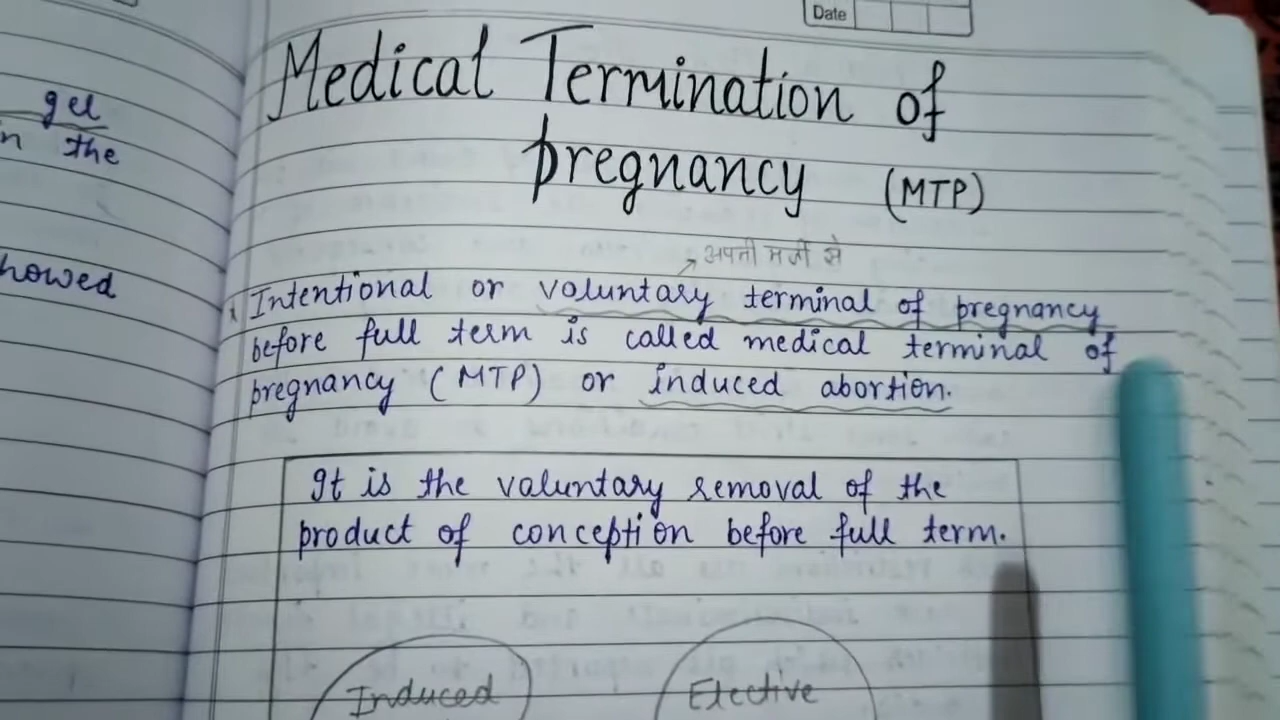 Date
gel
n the
howed
Medical Termination of
pregnancy (MTP)
अपनी मर्जी से
Intentional or voluntary terminal of pregnancy
before full term is called medical terminal of
pregnancy (MTP) or induced abortion.
It is the valuntary removal of the
product of conception before full term.
Induced
Elective